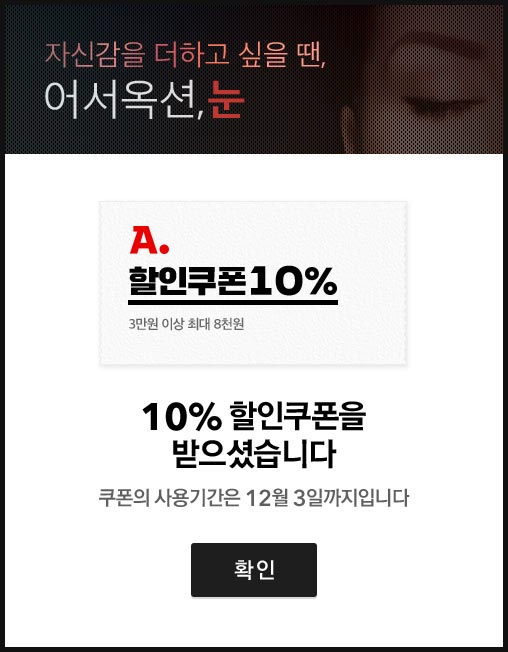 자신감을 더하고 싶을 땐,
어서옥션,눈
A.
할인쿠폰10%
3만원 이상 최대 8천원
10% 할인쿠폰을
받으셨습니다
쿠폰의 사용기간은 12월 3일까지입니다
확인